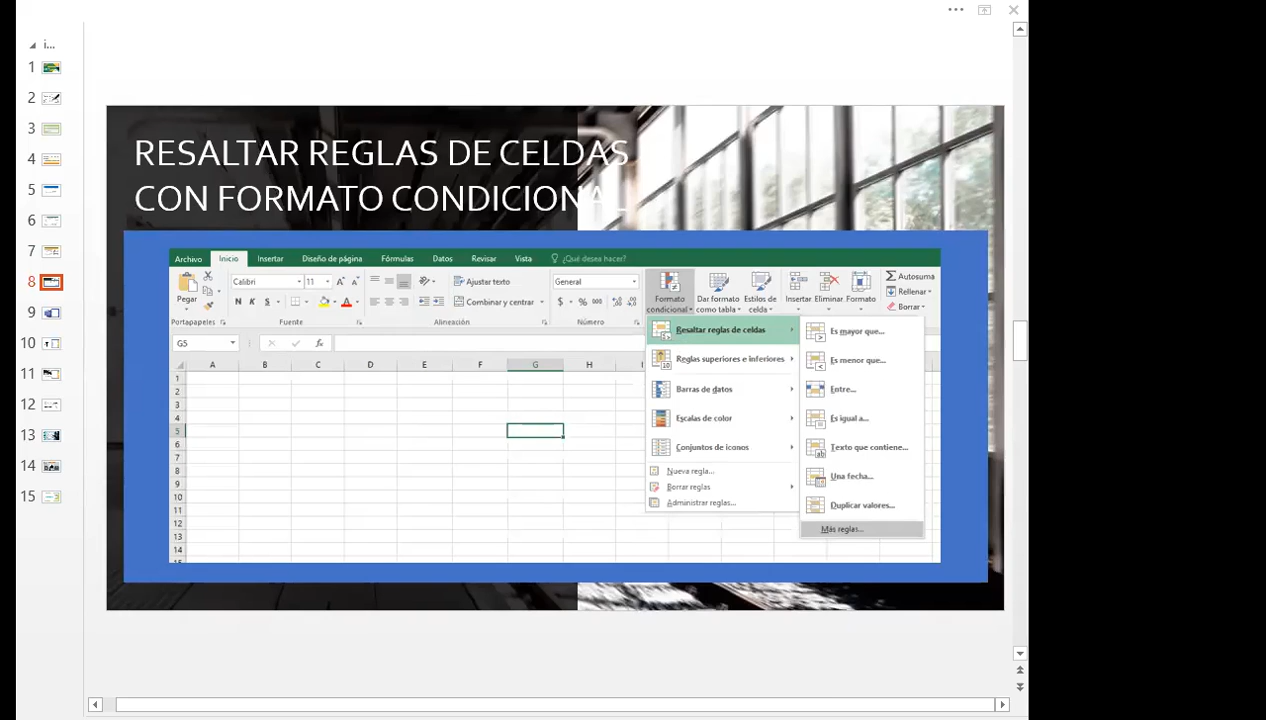 i...
1
2
3
4
5
6
7
8
9
10
11
12
13
14
15
RESALTAR REGLAS DE CELDAS
CON FORMATO CONDICIONAL
Archivo Inicio Insertar Diseño de página Fórmulas Datos Revisar Vista ¿Qué desea hacer?
Pegar
Calibri 11 A A
N K S A
Ajustar texto
Combinar y centrar
General
$ % 000
Formato condicional
Dar formato como tabla
Estilos de celda
Insertar Eliminar Formato
Autosuma
Rellenar
Borrar
Portapapeles Fuente Alineación Número
G5 fx
A B C D E F G H
1
2
3
4
5
6
7
8
9
10
11
12
13
14
15
Resaltar reglas de celdas
Reglas superiores e inferiores
Barras de datos
Escalas de color
Conjuntos de iconos
Nueva regla...
Borrar reglas
Administrar reglas...
Es mayor que...
Es menor que...
Entre...
Es igual a...
Texto que contiene...
Una fecha...
Duplicar valores...
Más reglas...